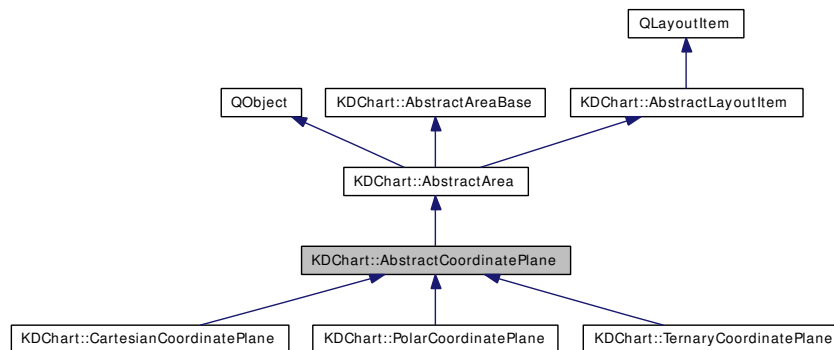 QLayoutItem
QObject
KDChart::AbstractAreaBase
KDChart::AbstractLayoutItem
KDChart::AbstractArea
KDChart::AbstractCoordinatePlane
KDChart::CartesianCoordinatePlane
KDChart::PolarCoordinatePlane
KDChart::TernaryCoordinatePlane